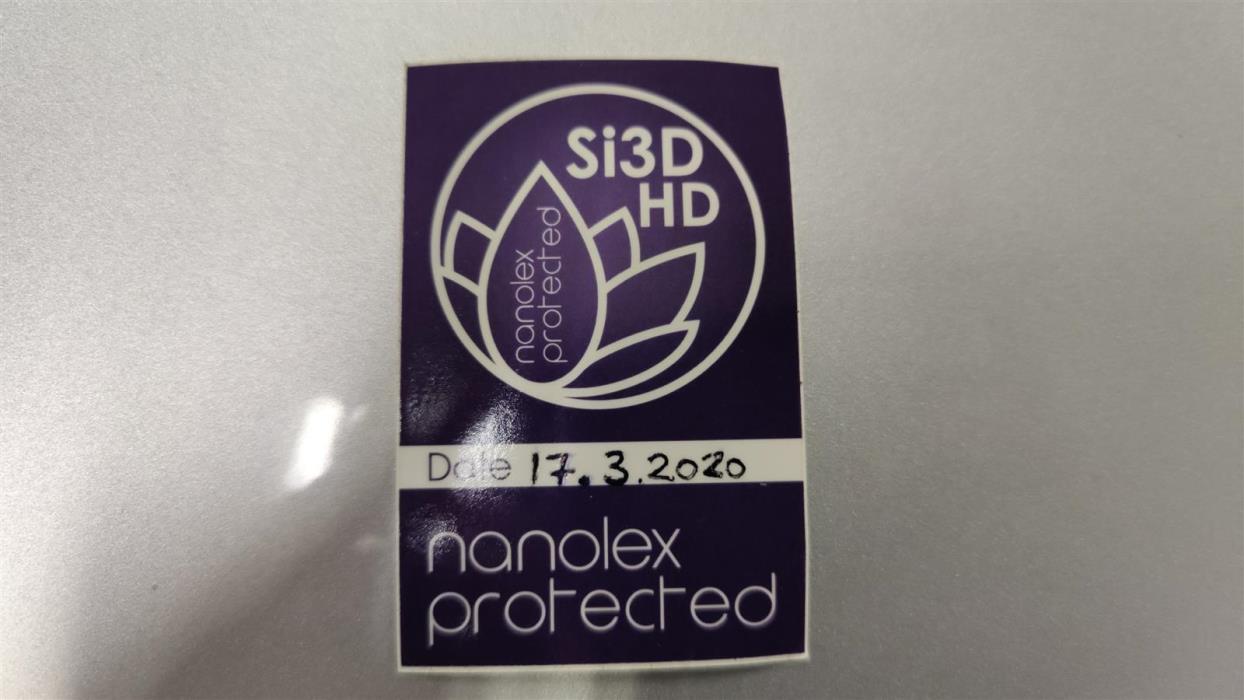 Si3D
HD
nanolex
protected
Date 17.3.2020
nanolex
protected